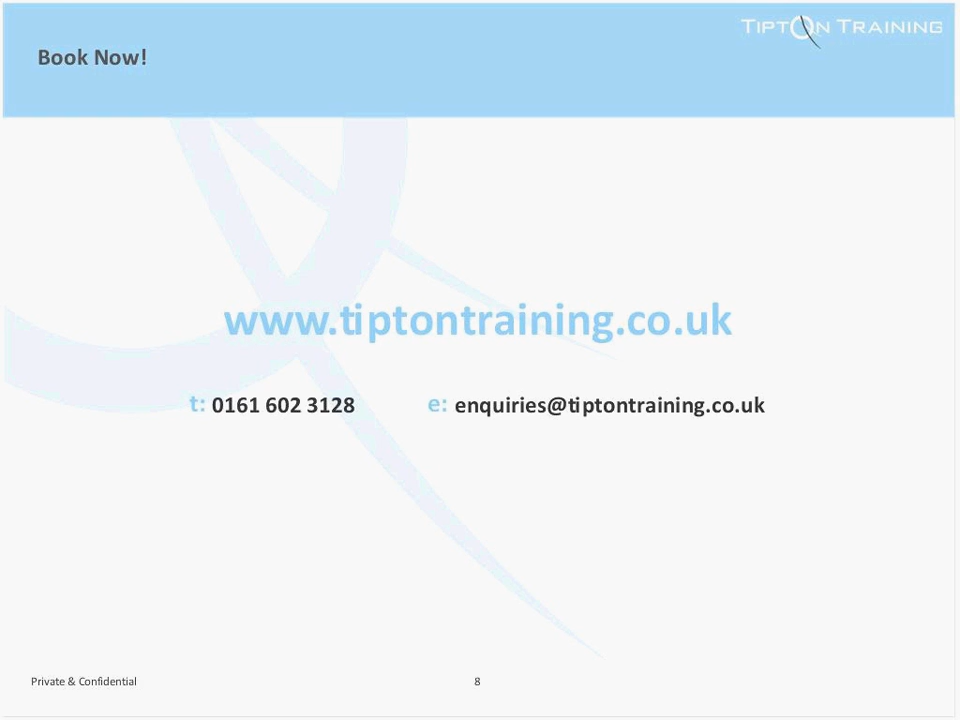 TIPTON TRAINING
Book Now!
www.tiptontraining.co.uk
t: 0161 602 3128 e: enquiries@tiptontraining.co.uk
Private & Confidential 8